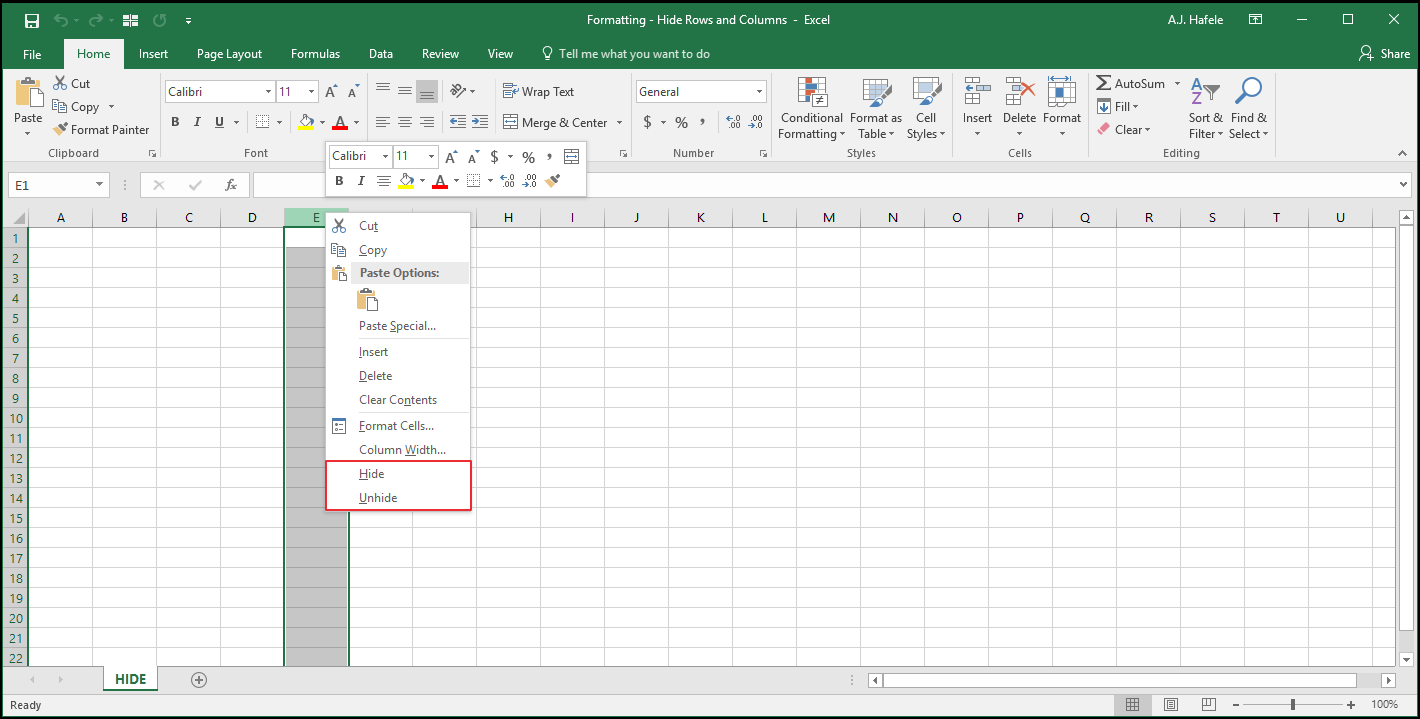 Formatting - Hide Rows and Columns - Excel
A.J. Hafele
File Home Insert Page Layout Formulas Data Review View Tell me what you want to do Share
Paste
Cut
Copy
Format Painter
Clipboard
Calibri 11
B I U
Font
Wrap Text
Merge & Center
General
$ % ,
Number
Conditional Formatting
Format as Table
Cell Styles
Styles
Insert Delete Format
Cells
AutoSum
Fill
Clear
Sort & Filter
Find & Select
Editing
Calibri 11 A A $ % ,
B I A .00
E1 fx
A B C D E H I J K L M N O P Q R S T U
1
2
3
4
5
6
7
8
9
10
11
12
13
14
15
16
17
18
19
20
21
22
Cut
Copy
Paste Options:
Paste Special...
Insert
Delete
Clear Contents
Format Cells...
Column Width...
Hide
Unhide
HIDE
Ready
100%